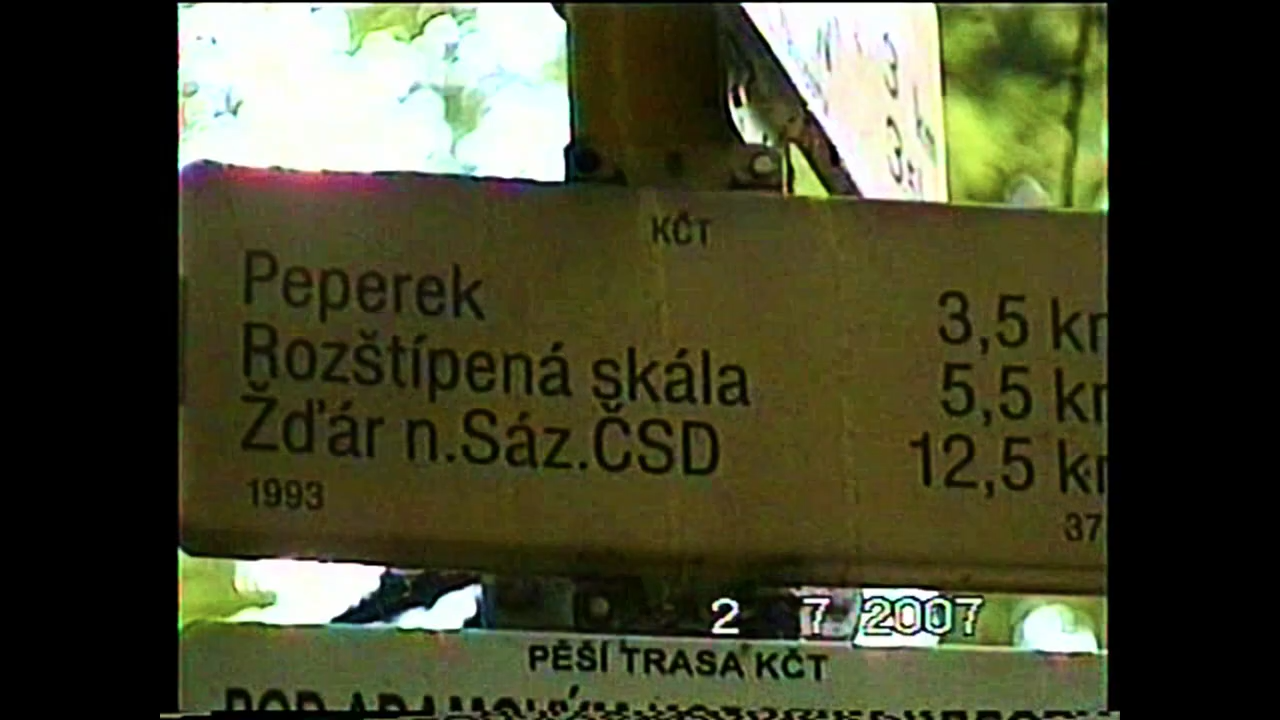 KČT
Peperek 3,5 km
Rozštípená skála 5,5 km
Žďár n.Sáz.ČSD 12,5 km
1993 37
2 7 2007
PĚŠÍ TRASA KČT
POD